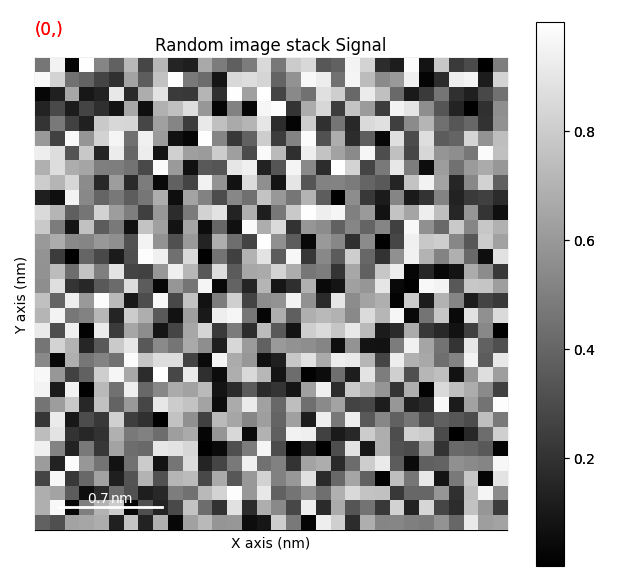 (0,)
Random image stack Signal
Y axis (nm)
0.7 nm
X axis (nm)
0.8
0.6
0.4
0.2